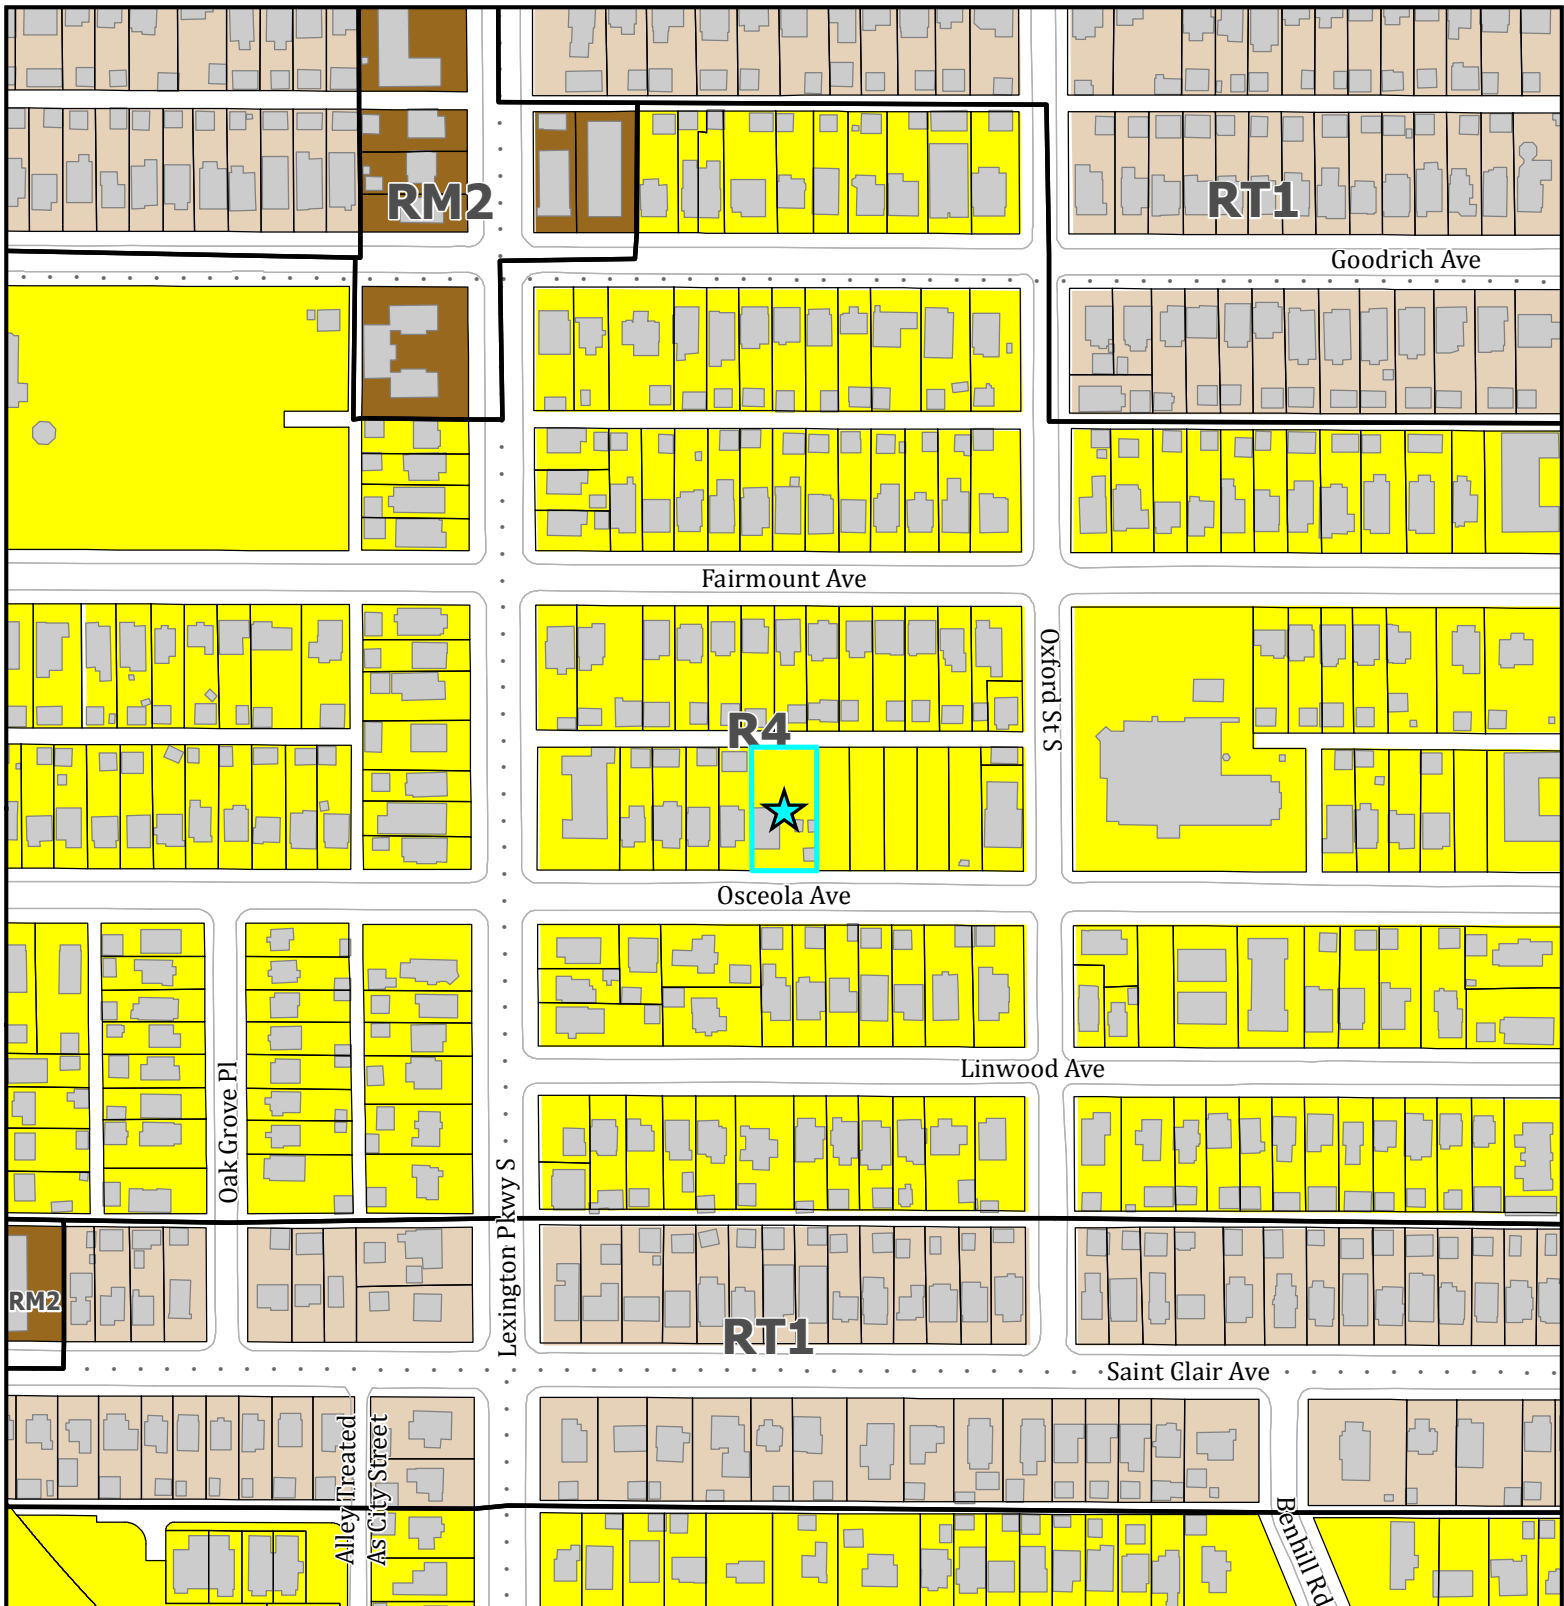 RM2
RT1
Goodrich Ave
Fairmount Ave
Oxford St S
R4
Osceola Ave
Linwood Ave
Oak Grove Pl
Lexington Pkwy S
RM2
RT1
Saint Clair Ave
Alley Treated
As City Street
Benhill Rd